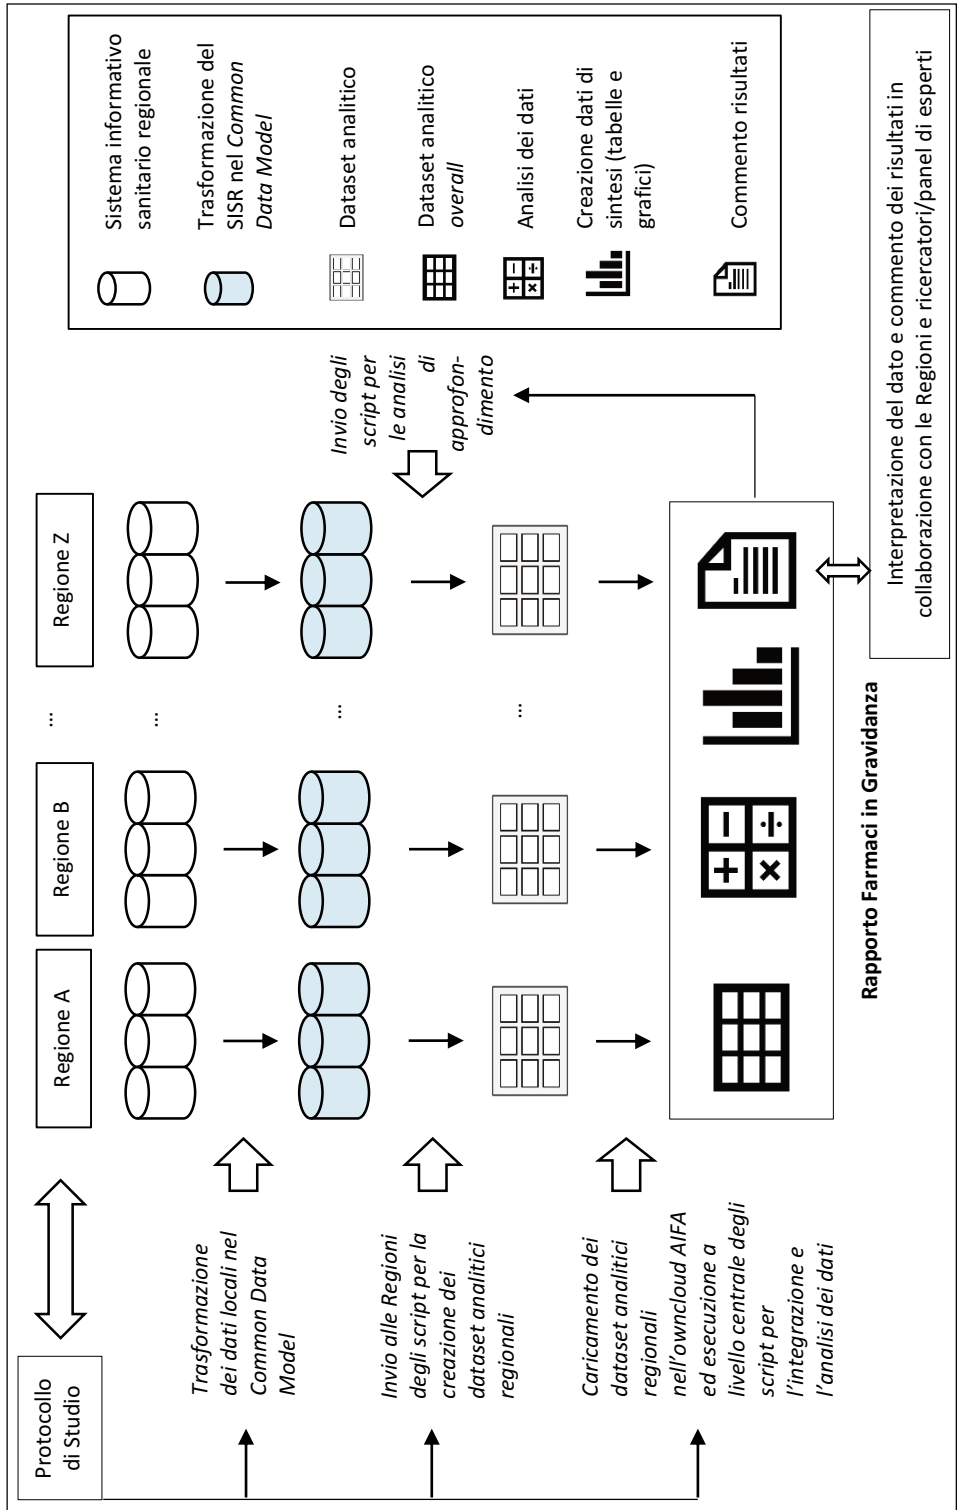 Protocollo
di Studio
Regione A
Regione B
...
Regione Z
Trasformazione
dei dati locali nel
Common Data
Model
...
...
Invio alle Regioni
degli script per la
creazione dei
dataset analitici
regionali
...
Invio degli
script per
le analisi
di
approfon-
dimento
Caricamento dei
dataset analitici
regionali
nell'owncloud AIFA
ed esecuzione a
livello centrale degli
script per
l'integrazione e
l'analisi dei dati
Rapporto Farmaci in Gravidanza
Interpretazione del dato e commento dei risultati in
collaborazione con le Regioni e ricercatori/panel di esperti
Sistema informativo
sanitario regionale
Trasformazione del
SISR nel Common
Data Model
Dataset analitico
Dataset analitico
overall
Analisi dei dati
Creazione dati di
sintesi (tabelle e
grafici)
Commento risultati